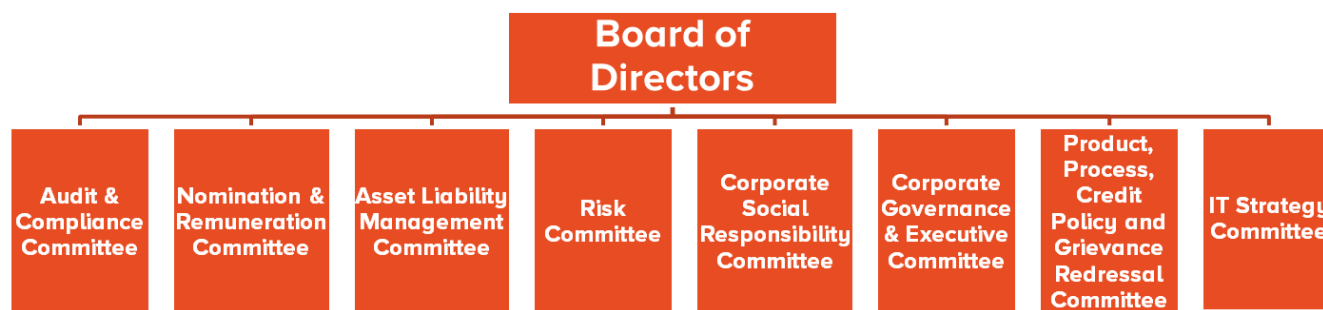 Board of
Directors
Audit &
Compliance
Committee
Nomination &
Remuneration
Committee
Asset Liability
Management
Committee
Risk
Committee
Corporate
Social
Responsibility
Committee
Corporate
Governance
& Executive
Committee
Product,
Process,
Credit
Policy and
Grievance
Redressal
Committee
IT Strategy
Committee